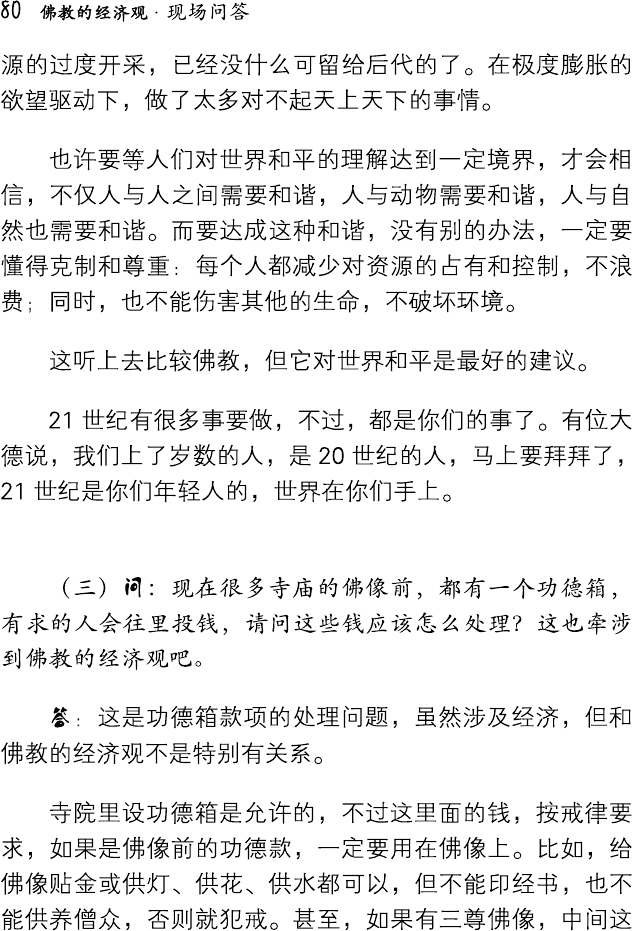 80 佛教的经济观·现场问答
源的过度开采，已经没什么可留给后代的了。在极度膨胀的
欲望驱动下，做了太多对不起天上天下的事情。
也许要等人们对世界和平的理解达到一定境界，才会相
信，不仅人与人之间需要和谐，人与动物需要和谐，人与自
然也需要和谐。而要达成这种和谐，没有别的办法，一定要
懂得克制和尊重：每个人都减少对资源的占有和控制，不浪
费；同时，也不能伤害其他的生命，不破坏环境。
这听上去比较佛教，但它对世界和平是最好的建议。
21 世纪有很多事要做，不过，都是你们的事了。有位大
德说，我们上了岁数的人，是 20 世纪的人，马上要拜拜了，
21 世纪是你们年轻人的，世界在你们手上。
（三）问：现在很多寺庙的佛像前，都有一个功德箱，
有求的人会往里投钱，请问这些钱应该怎么处理？这也牵涉
到佛教的经济观吧。
答：这是功德箱款项的处理问题，虽然涉及经济，但和
佛教的经济观不是特别有关系。
寺院里设功德箱是允许的，不过这里面的钱，按戒律要
求，如果是佛像前的功德款，一定要用在佛像上。比如，给
佛像贴金或供灯、供花、供水都可以，但不能印经书，也不
能供养僧众，否则就犯戒。甚至，如果有三尊佛像，中间这